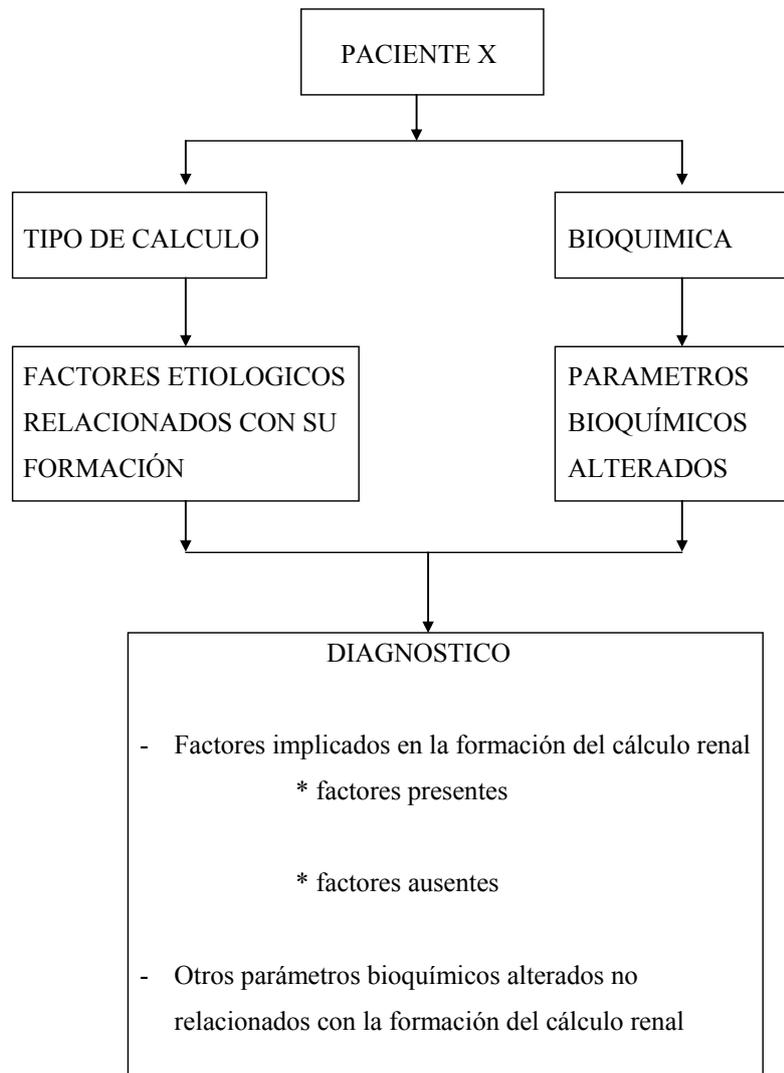 PACIENTE X
TIPO DE CALCULO
BIOQUIMICA
FACTORES ETIOLOGICOS
RELACIONADOS CON SU
FORMACIÓN
PARAMETROS
BIOQUÍMICOS
ALTERADOS
DIAGNOSTICO
- Factores implicados en la formación del cálculo renal
* factores presentes
* factores ausentes
- Otros parámetros bioquímicos alterados no
relacionados con la formación del cálculo renal